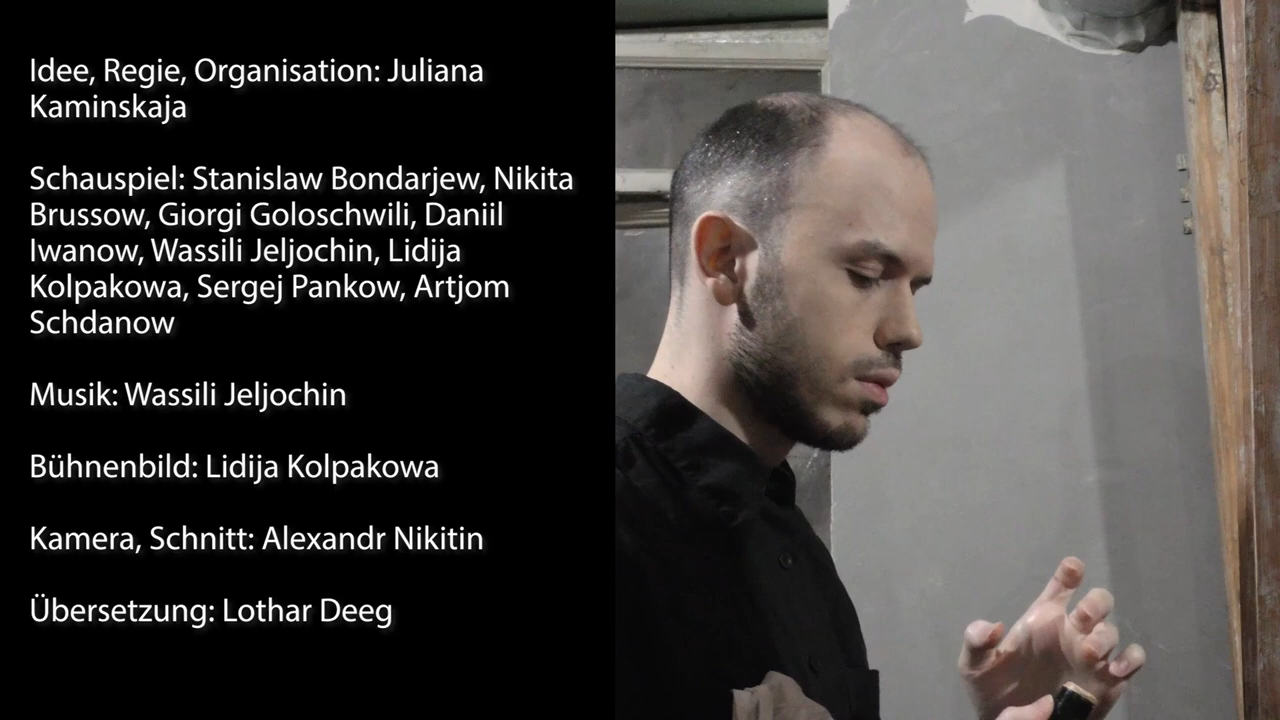 Idee, Regie, Organisation: Juliana
Kaminskaja
Schauspiel: Stanislaw Bondarjew, Nikita
Brussow, Giorgi Goloschwili, Daniil
Iwanow, Wassili Jeljochin, Lidija
Kolpakowa, Sergej Pankow, Artjom
Schdanow
Musik: Wassili Jeljochin
Bühnenbild: Lidija Kolpakowa
Kamera, Schnitt: Alexandr Nikitin
Übersetzung: Lothar Deeg